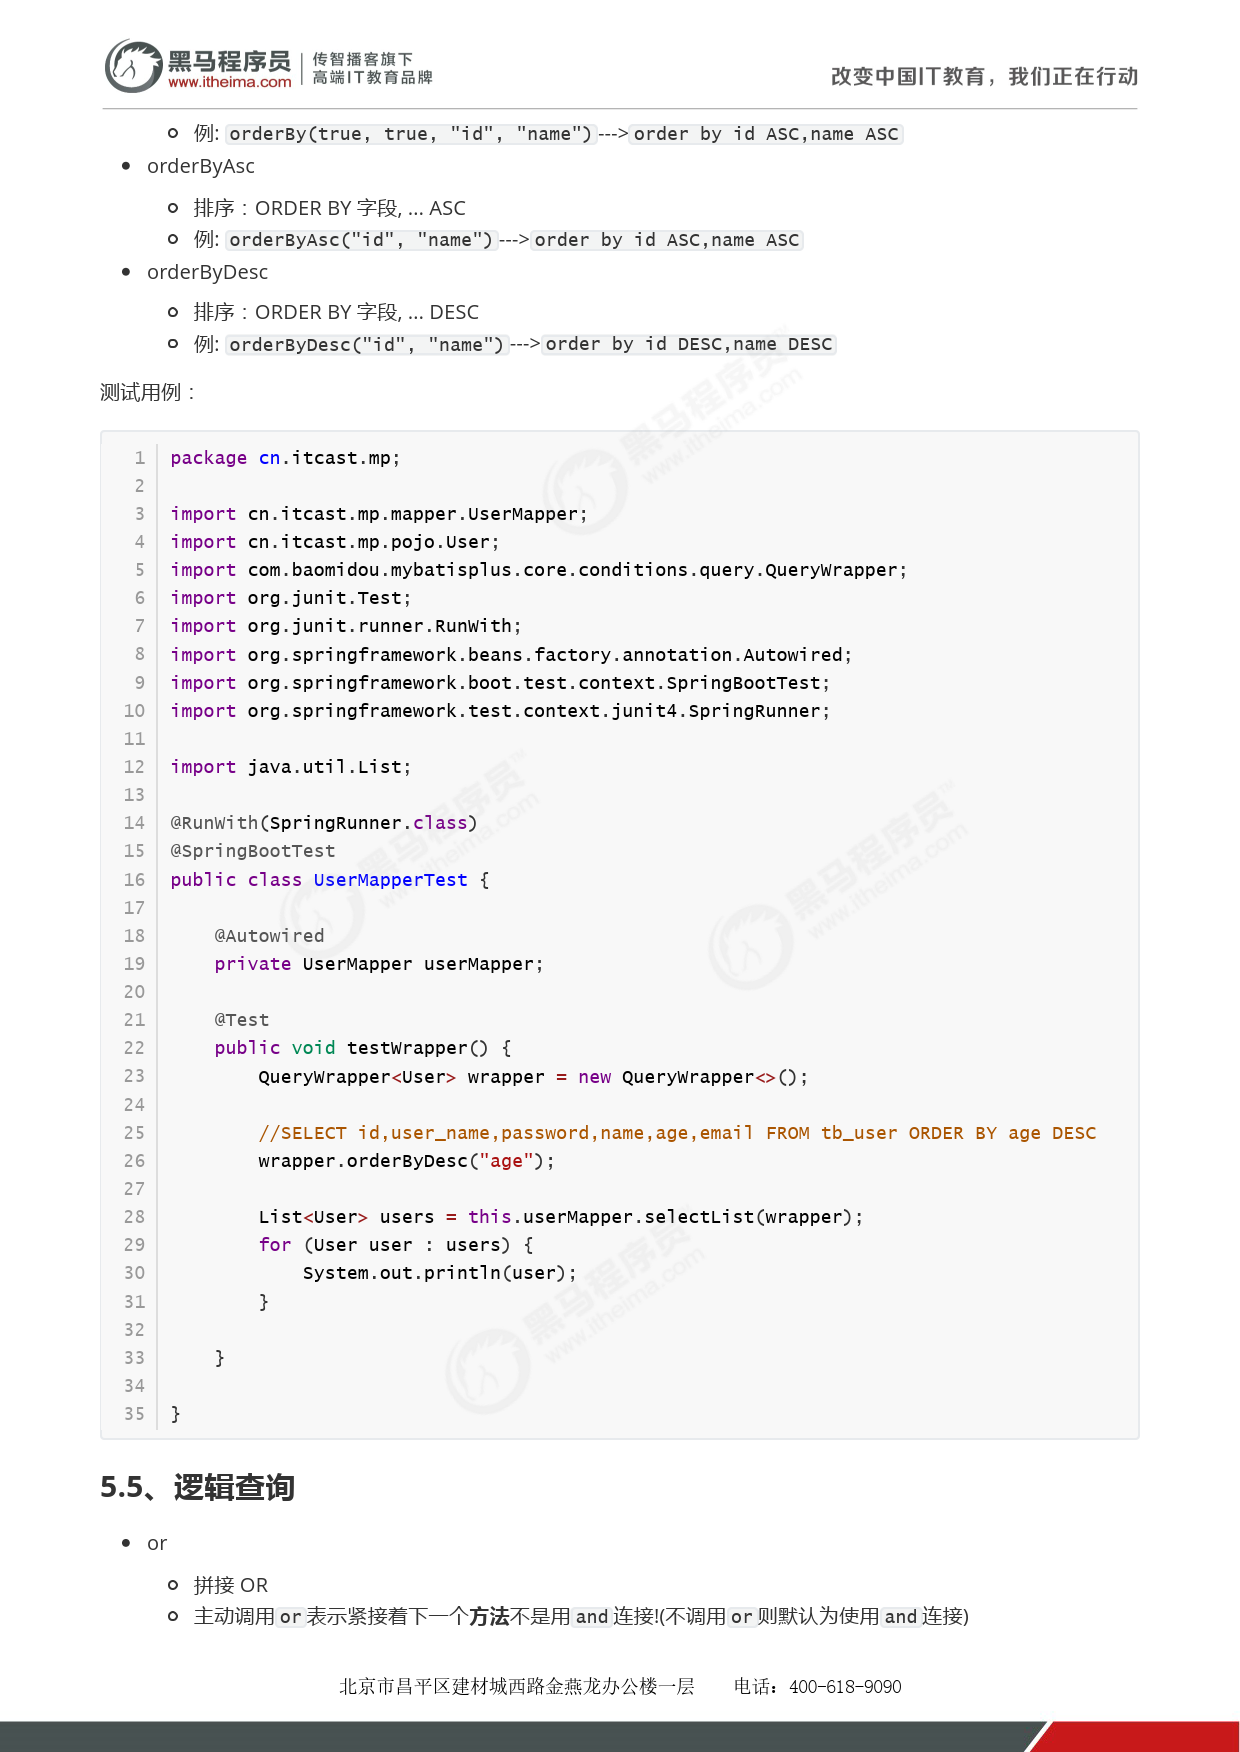 黑马程序员
www.itheima.com
传智播客旗下
高端IT教育品牌
改变中国IT教育，我们正在行动
例: orderBy(true, true, "id", "name")--->order by id ASC,name ASC
orderByAsc
排序：ORDER BY 字段, ... ASC
例: orderByAsc("id", "name")--->order by id ASC,name ASC
orderByDesc
排序：ORDER BY 字段, ... DESC
例: orderByDesc("id", "name")--->order by id DESC,name DESC
测试用例：
1 package cn.itcast.mp;
2
3 import cn.itcast.mp.mapper.UserMapper;
4 import cn.itcast.mp.pojo.User;
5 import com.baomidou.mybatisplus.core.conditions.query.QueryWrapper;
6 import org.junit.Test;
7 import org.junit.runner.RunWith;
8 import org.springframework.beans.factory.annotation.Autowired;
9 import org.springframework.boot.test.context.SpringBootTest;
10 import org.springframework.test.context.junit4.SpringRunner;
11
12 import java.util.List;
13
14 @RunWith(SpringRunner.class)
15 @SpringBootTest
16 public class UserMapperTest {
17
18     @Autowired
19     private UserMapper userMapper;
20
21     @Test
22     public void testWrapper() {
23         QueryWrapper<User> wrapper = new QueryWrapper<>();
24
25         //SELECT id,user_name,password,name,age,email FROM tb_user ORDER BY age DESC
26         wrapper.orderByDesc("age");
27
28         List<User> users = this.userMapper.selectList(wrapper);
29         for (User user : users) {
30             System.out.println(user);
31         }
32
33     }
34
35 }
5.5、逻辑查询
or
拼接 OR
主动调用or表示紧接着下一个方法不是用and连接!(不调用or则默认为使用and连接)
北京市昌平区建材城西路金燕龙办公楼一层 电话：400-618-9090